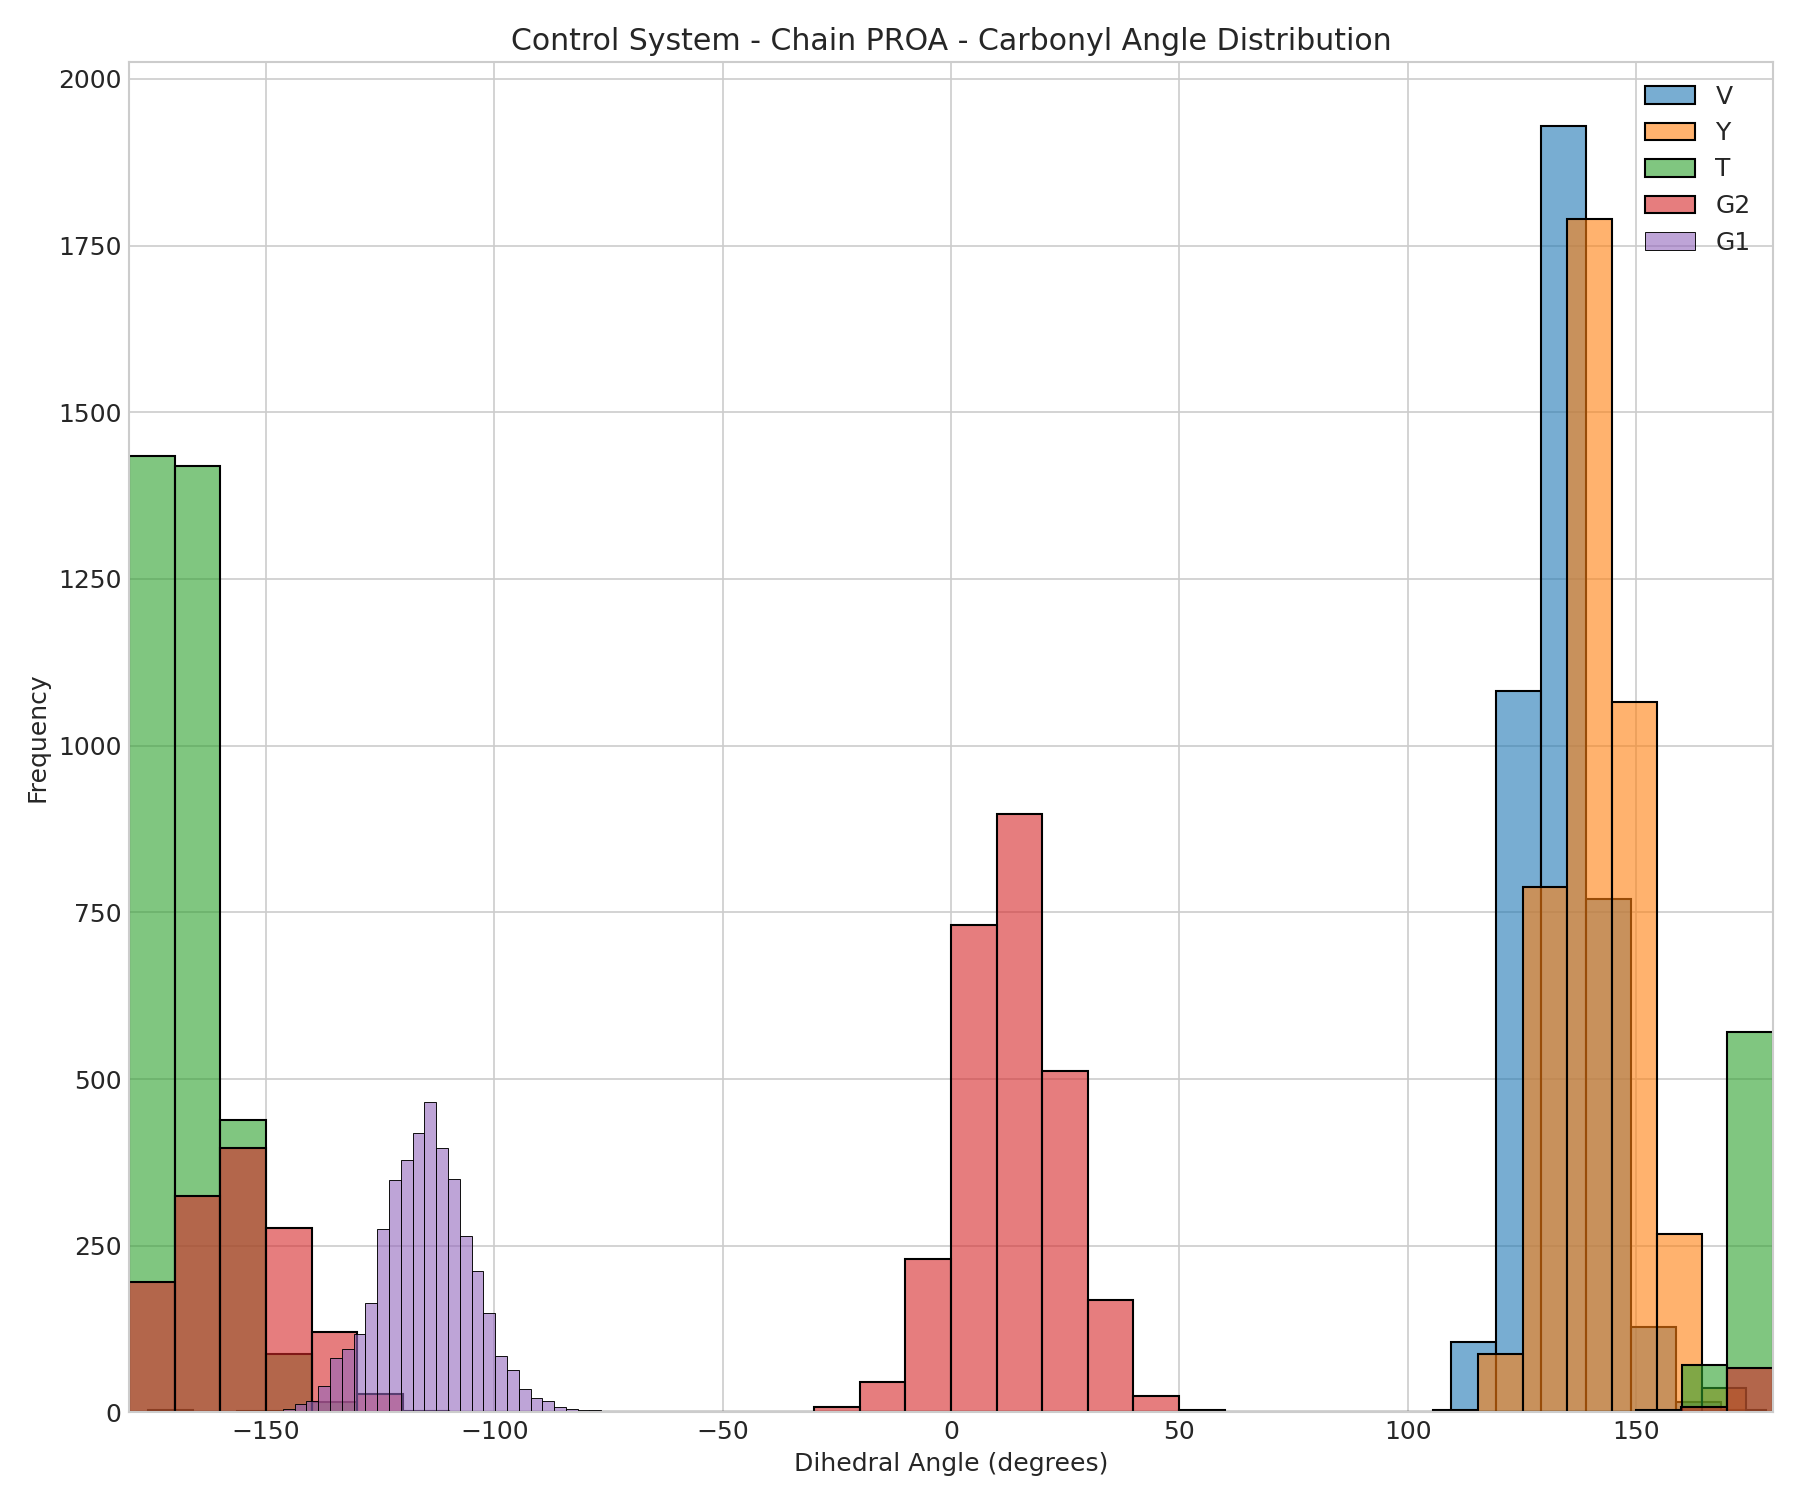 Control System - Chain PROA - Carbonyl Angle Distribution
2000
1750
1500
1250
1000
750
500
250
0
Frequency
V
Y
T
G2
G1
−150
−100
−50
0
50
100
150
Dihedral Angle (degrees)